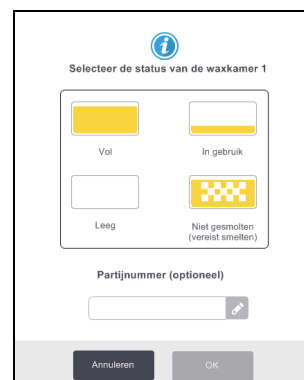 Selecteer de status van de waxkamer 1
Vol
In gebruik
Leeg
Niet gesmolten
(vereist smelten)
Partijnummer (optioneel)
Annuleren
OK